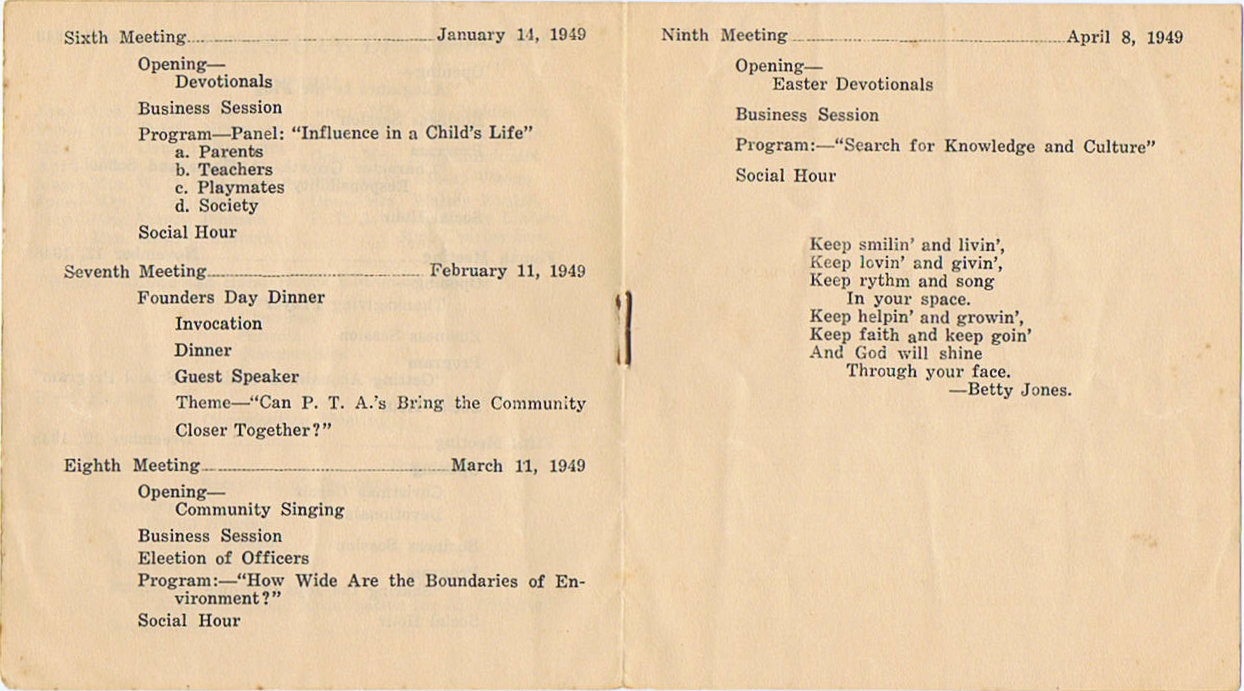 Sixth Meeting ........ January 14, 1949
Opening—
Devotionals
Business Session
Program—Panel: “Influence in a Child’s Life”
a. Parents
b. Teachers
c. Playmates
d. Society
Social Hour
Seventh Meeting ........ February 11, 1949
Founders Day Dinner
Invocation
Dinner
Guest Speaker
Theme—“Can P. T. A.’s Bring the Community
Closer Together?”
Eighth Meeting ........ March 11, 1949
Opening—
Community Singing
Business Session
Eleetion of Officers
Program:—“How Wide Are the Boundaries of En-
vironment?”
Social Hour
Ninth Meeting ........ April 8, 1949
Opening—
Easter Devotionals
Business Session
Program:—“Search for Knowledge and Culture”
Social Hour
Keep smilin’ and livin’,
Keep lovin’ and givin’,
Keep rythm and song
In your space.
Keep helpin’ and growin’,
Keep faith and keep goin’
And God will shine
Through your face.
—Betty Jones.